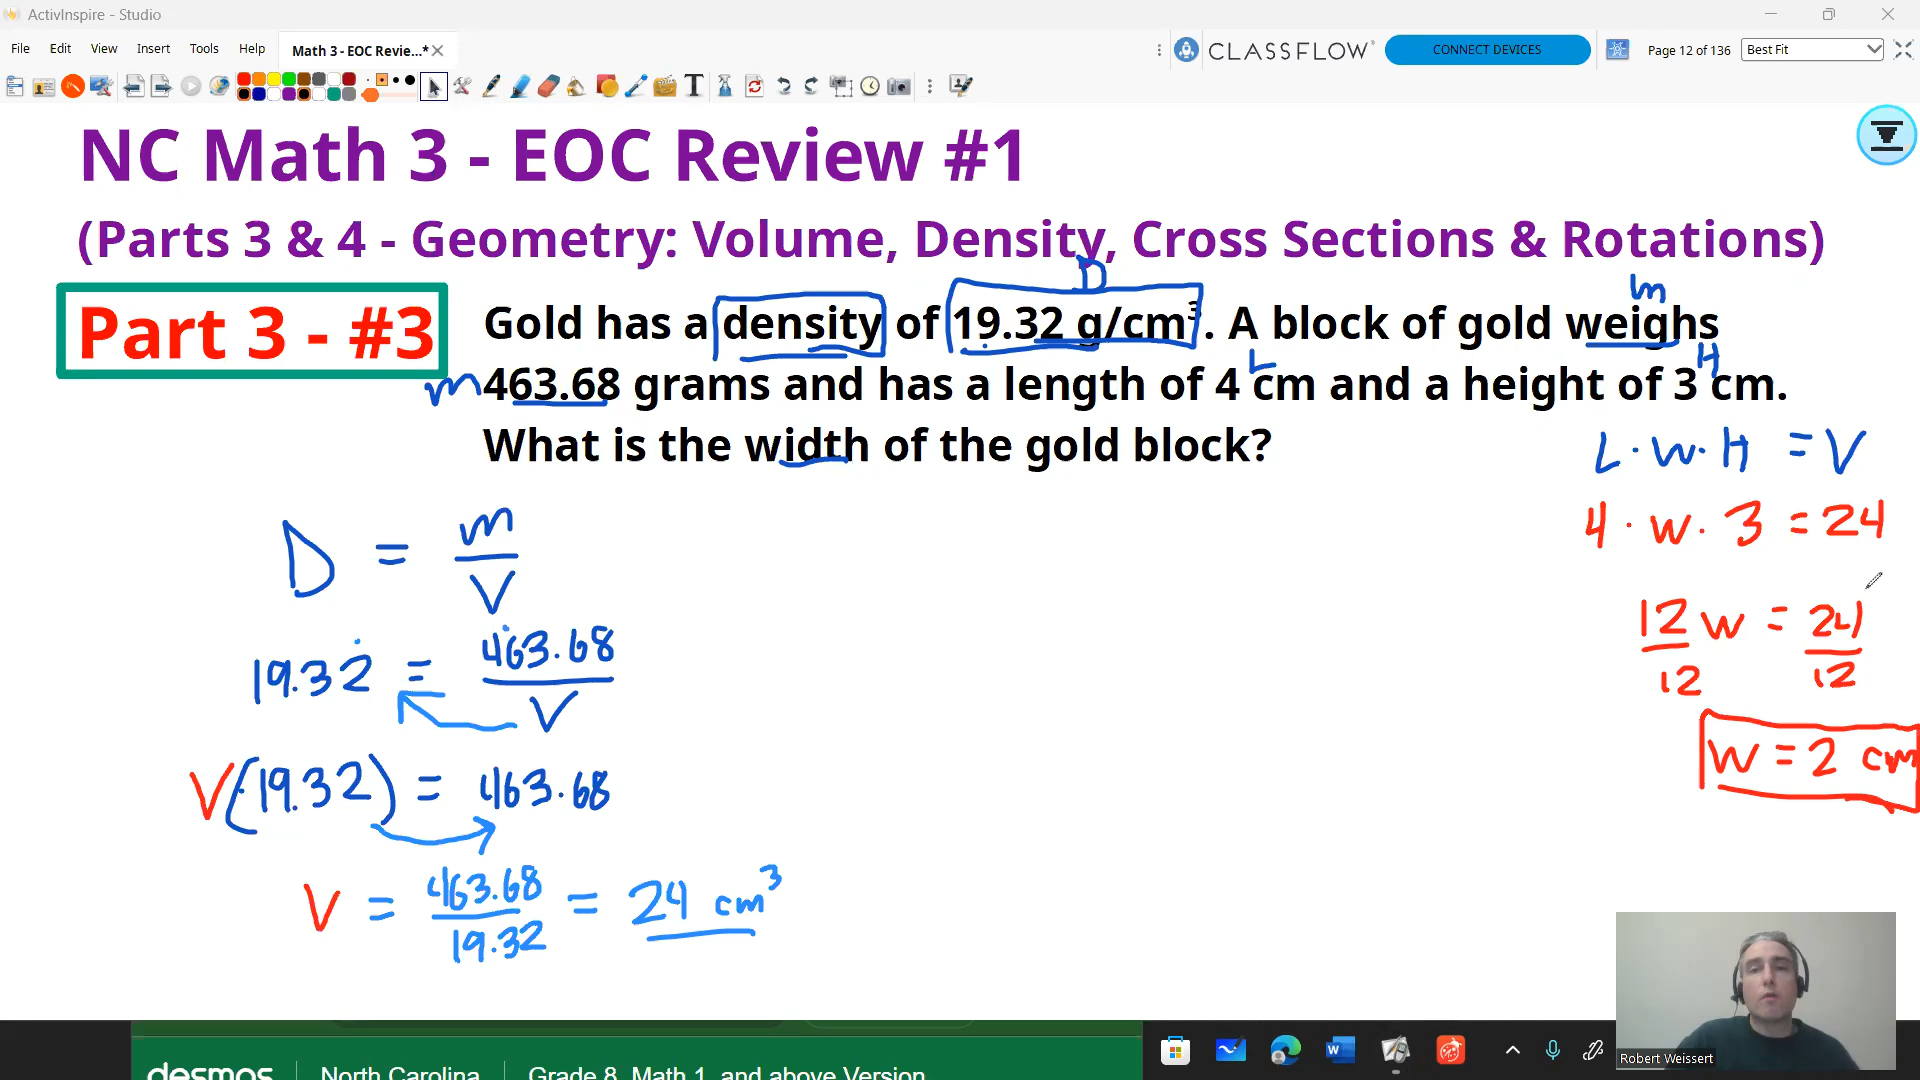 ActivInspire - Studio
File Edit View Insert Tools Help Math 3 - EOC Revie...* CLASSFLOW CONNECT DEVICES Page 12 of 136 Best Fit
NC Math 3 - EOC Review #1
(Parts 3 & 4 - Geometry: Volume, Density, Cross Sections & Rotations)
D
m
Part 3 - #3
Gold has a density of 19.32 g/cm³. A block of gold weighs
L H
m 463.68 grams and has a length of 4 cm and a height of 3 cm.
What is the width of the gold block?
L · W · H = V
4 · W · 3 = 24
12 W = 24
12 12
W = 2 cm
D = m
V
19.32 = 463.68
V
V(19.32) = 463.68
V = 463.68 = 24 cm³
19.32
Robert Weissert
desmos North Carolina Grade 8, Math 1, and above Version